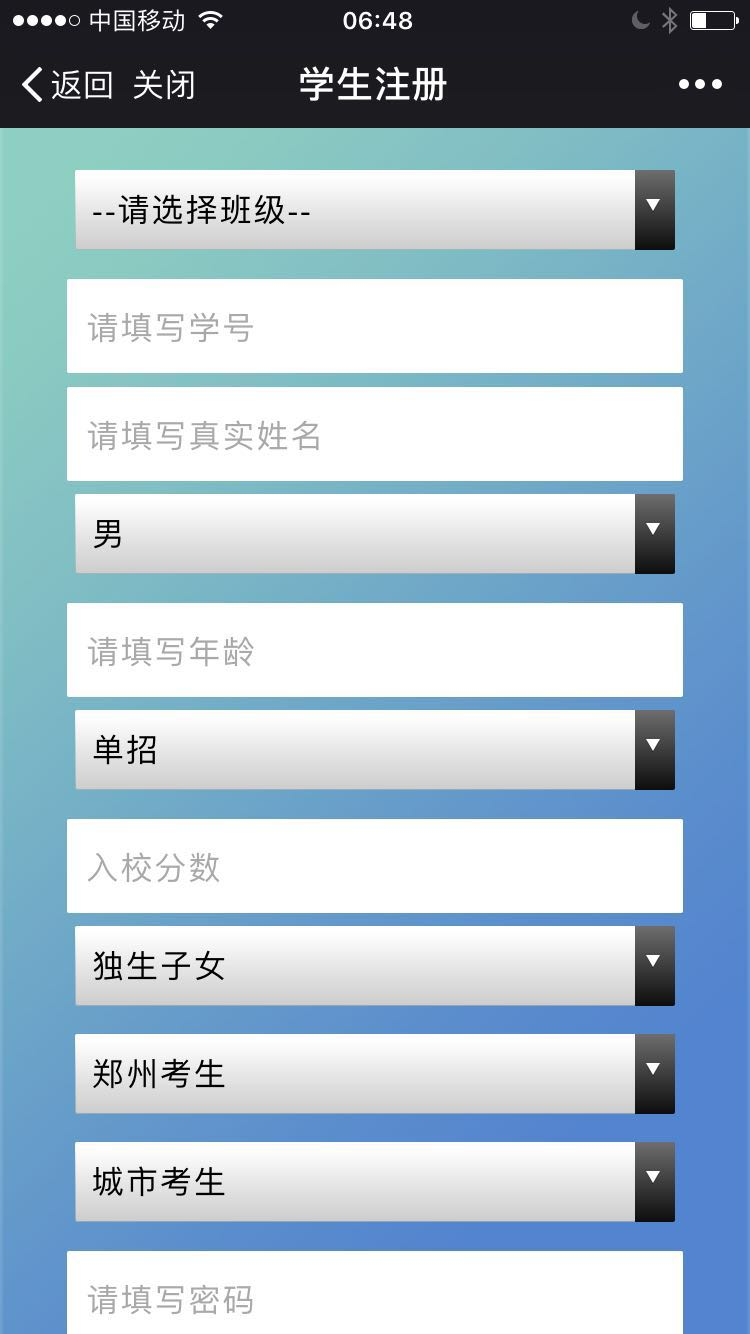 中国移动 06:48
返回 关闭 学生注册
--请选择班级--
请填写学号
请填写真实姓名
男
请填写年龄
单招
入校分数
独生子女
郑州考生
城市考生
请填写密码